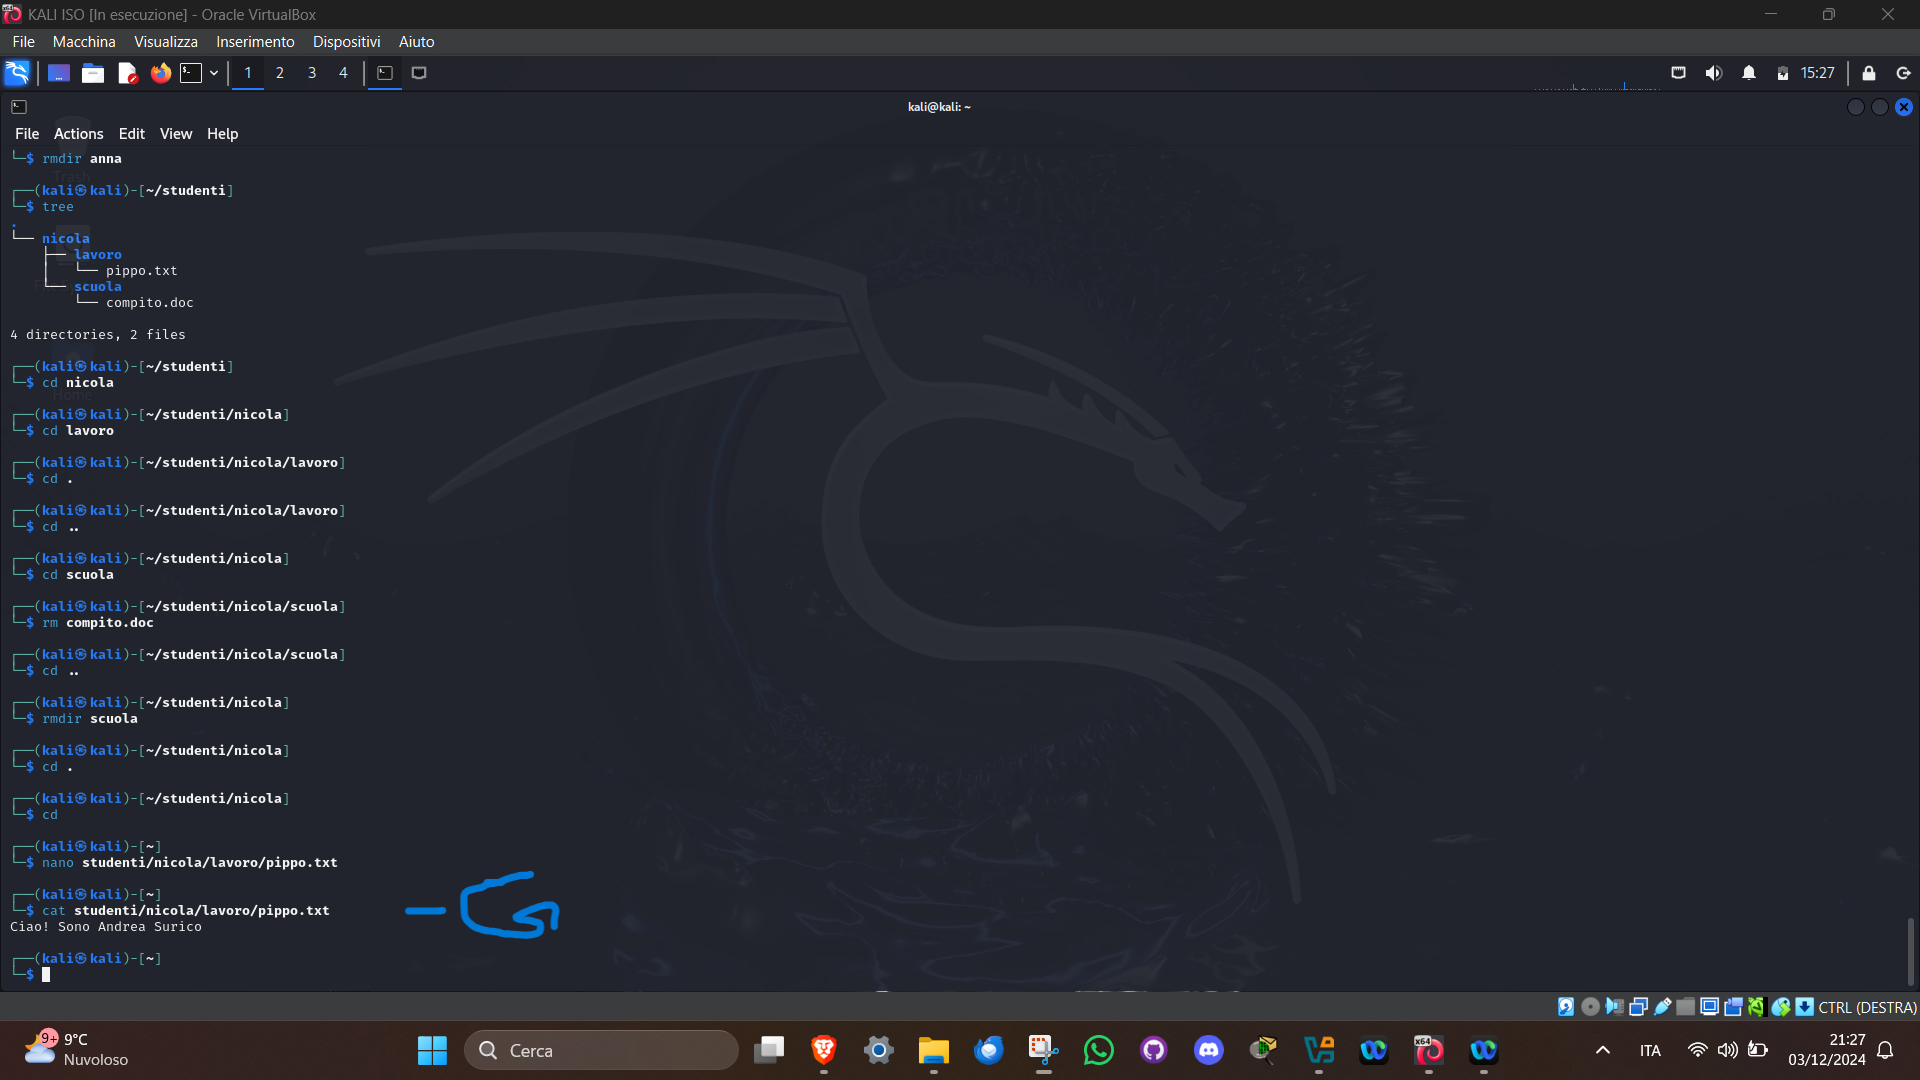 KALI ISO [In esecuzione] - Oracle VirtualBox
File Macchina Visualizza Inserimento Dispositivi Aiuto
1 2 3 4
15:27
kali@kali: ~
File Actions Edit View Help
└─$ rmdir anna
Trash
┌──(kali㉿kali)-[~/studenti]
└─$ tree
.
└── nicola
    ├── lavoro
    │   └── pippo.txt
    └── scuola
        └── compito.doc
4 directories, 2 files
┌──(kali㉿kali)-[~/studenti]
└─$ cd nicola
Home
┌──(kali㉿kali)-[~/studenti/nicola]
└─$ cd lavoro
┌──(kali㉿kali)-[~/studenti/nicola/lavoro]
└─$ cd .
┌──(kali㉿kali)-[~/studenti/nicola/lavoro]
└─$ cd ..
┌──(kali㉿kali)-[~/studenti/nicola]
└─$ cd scuola
┌──(kali㉿kali)-[~/studenti/nicola/scuola]
└─$ rm compito.doc
┌──(kali㉿kali)-[~/studenti/nicola/scuola]
└─$ cd ..
┌──(kali㉿kali)-[~/studenti/nicola]
└─$ rmdir scuola
┌──(kali㉿kali)-[~/studenti/nicola]
└─$ cd .
┌──(kali㉿kali)-[~/studenti/nicola]
└─$ cd
┌──(kali㉿kali)-[~]
└─$ nano studenti/nicola/lavoro/pippo.txt
┌──(kali㉿kali)-[~]
└─$ cat studenti/nicola/lavoro/pippo.txt - G
Ciao! Sono Andrea Surico
┌──(kali㉿kali)-[~]
└─$
CTRL (DESTRA)
9+ 9°C
Nuvoloso
Cerca
x64
ITA
21:27
03/12/2024